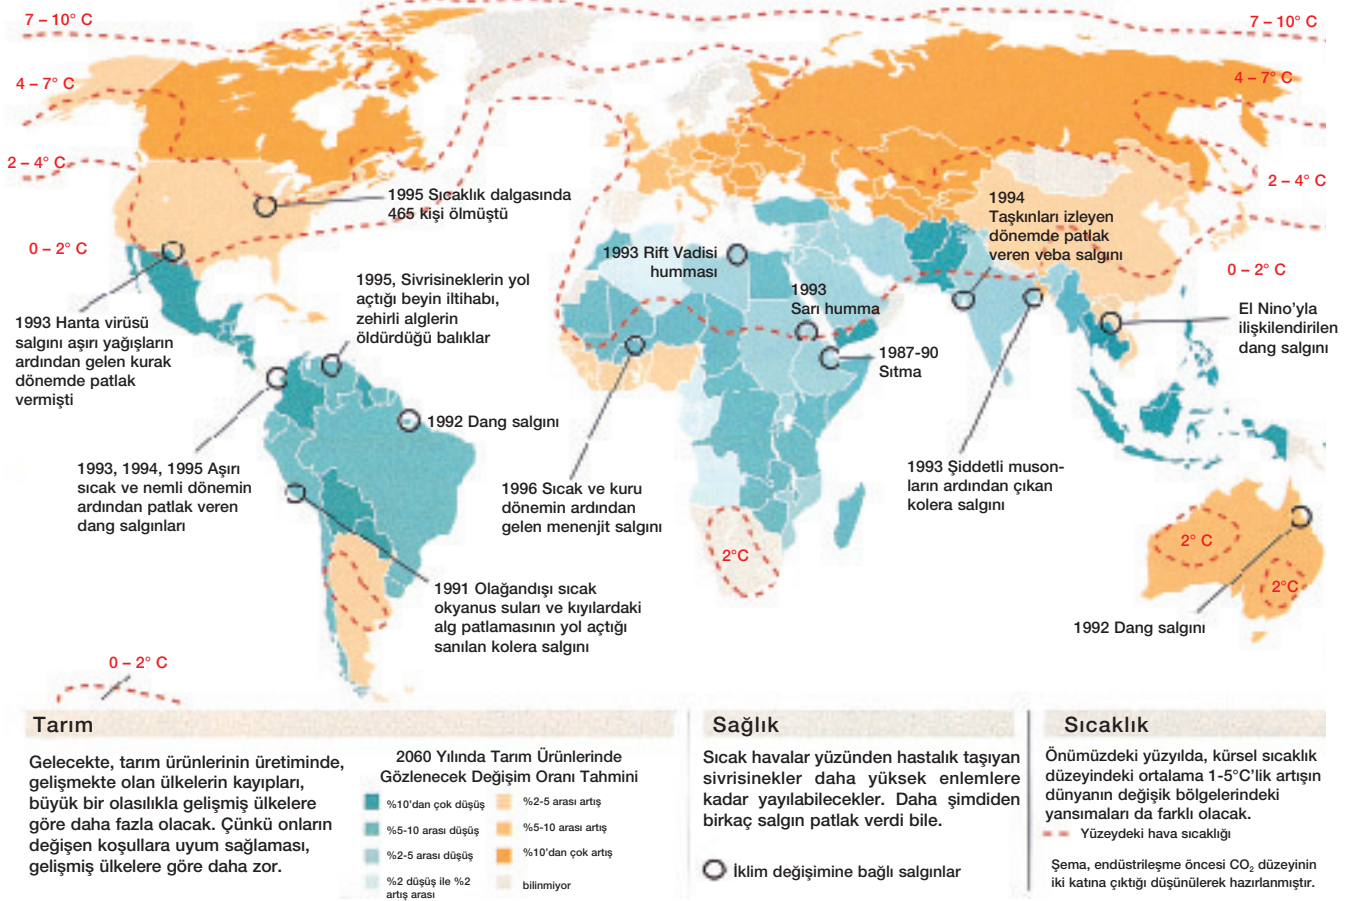 7 – 10° C
7 – 10° C
4 – 7° C
4 – 7° C
2 – 4° C
2 – 4° C
0 – 2° C
0 – 2° C
1995 Sıcaklık dalgasında
465 kişi ölmüştü
1994
Taşkınları izleyen
dönemde patlak
veren veba salgını
1993 Rift Vadisi
humması
1993
Sarı humma
1995, Sivrisineklerin yol
açtığı beyin iltihabı,
zehirli alglerin
öldürdüğü balıklar
1993 Hanta virüsü
salgını aşırı yağışların
ardından gelen kurak
dönemde patlak
vermişti
El Nino’yla
ilişkilendirilen
dang salgını
1987-90
Sıtma
1992 Dang salgını
1993, 1994, 1995 Aşırı
sıcak ve nemli dönemin
ardından patlak veren
dang salgınları
1996 Sıcak ve kuru
dönemin ardından
gelen menenjit salgını
1993 Şiddetli muson-
ların ardından çıkan
kolera salgını
2°C
2° C
2°C
1991 Olağandışı sıcak
okyanus suları ve kıyılardaki
alg patlamasının yol açtığı
sanılan kolera salgını
1992 Dang salgını
0 – 2° C
Tarım
Gelecekte, tarım ürünlerinin üretiminde,
gelişmekte olan ülkelerin kayıpları,
büyük bir olasılıkla gelişmiş ülkelere
göre daha fazla olacak. Çünkü onların
değişen koşullara uyum sağlaması,
gelişmiş ülkelere göre daha zor.
2060 Yılında Tarım Ürünlerinde
Gözlenecek Değişim Oranı Tahmini
%10’dan çok düşüş
%5-10 arası düşüş
%2-5 arası düşüş
%2 düşüş ile %2
artış arası
%2-5 arası artış
%5-10 arası artış
%10’dan çok artış
bilinmiyor
Sağlık
Sıcak havalar yüzünden hastalık taşıyan
sivrisinekler daha yüksek enlemlere
kadar yayılabilecekler. Daha şimdiden
birkaç salgın patlak verdi bile.
İklim değişimine bağlı salgınlar
Sıcaklık
Önümüzdeki yüzyılda, kürsel sıcaklık
düzeyindeki ortalama 1-5°C’lik artışın
dünyanın değişik bölgelerindeki
yansımaları da farklı olacak.
Yüzeydeki hava sıcaklığı
Şema, endüstrileşme öncesi CO₂ düzeyinin
iki katına çıktığı düşünülerek hazırlanmıştır.